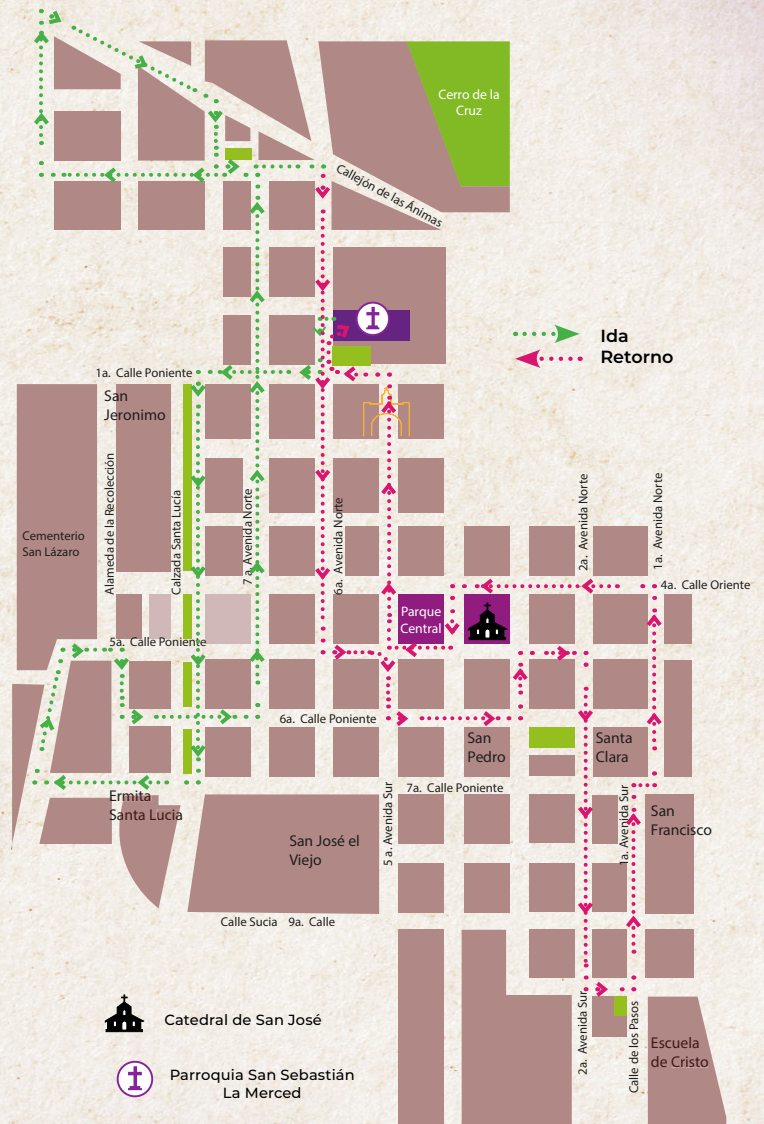 Cerro de la
Cruz
Callejón de las Ánimas
Ida
Retorno
1a. Calle Poniente
San
Jeronimo
Alameda de la Recolección
Calzada Santa Lucía
7 a. Avenida Norte
6a. Avenida Norte
2a. Avenida Norte
1a. Avenida Norte
Cementerio
San Lázaro
4a. Calle Oriente
Parque
Central
5a. Calle Poniente
6a. Calle Poniente
San
Pedro
Santa
Clara
7a. Calle Poniente
Ermita
Santa Lucia
5 a. Avenida Sur
1a. Avenida Sur
San
Francisco
San José el
Viejo
Calle Sucia 9a. Calle
Catedral de San José
2a. Avenida Sur
Calle de los Pasos
Escuela
de Cristo
Parroquia San Sebastián
La Merced